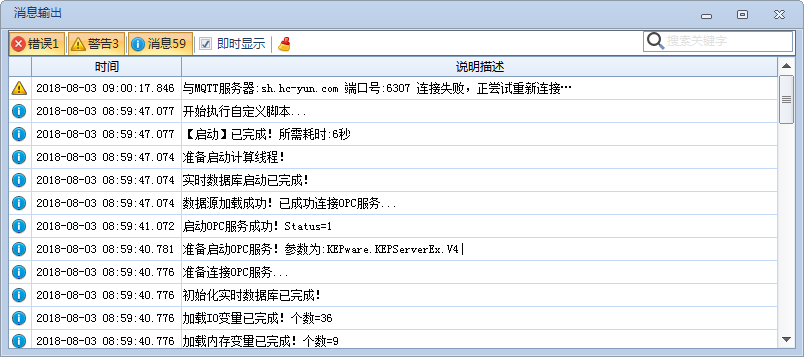 消息输出
错误1 警告3 消息59 即时显示 搜索关键字
时间 说明描述
2018-08-03 09:00:17.846 与MQTT服务器:sh.hc-yun.com 端口号:6307 连接失败，正尝试重新连接…
2018-08-03 08:59:47.077 开始执行自定义脚本...
2018-08-03 08:59:47.077 【启动】已完成！所需耗时:6秒
2018-08-03 08:59:47.074 准备启动计算线程！
2018-08-03 08:59:47.074 实时数据库启动已完成！
2018-08-03 08:59:47.074 数据源加载成功！已成功连接OPC服务...
2018-08-03 08:59:41.072 启动OPC服务成功！Status=1
2018-08-03 08:59:40.781 准备启动OPC服务！参数为:KEPware.KEPServerEx.V4|
2018-08-03 08:59:40.776 准备连接OPC服务...
2018-08-03 08:59:40.776 初始化实时数据库已完成！
2018-08-03 08:59:40.776 加载IO变量已完成！个数=36
2018-08-03 08:59:40.776 加载内存变量已完成！个数=9